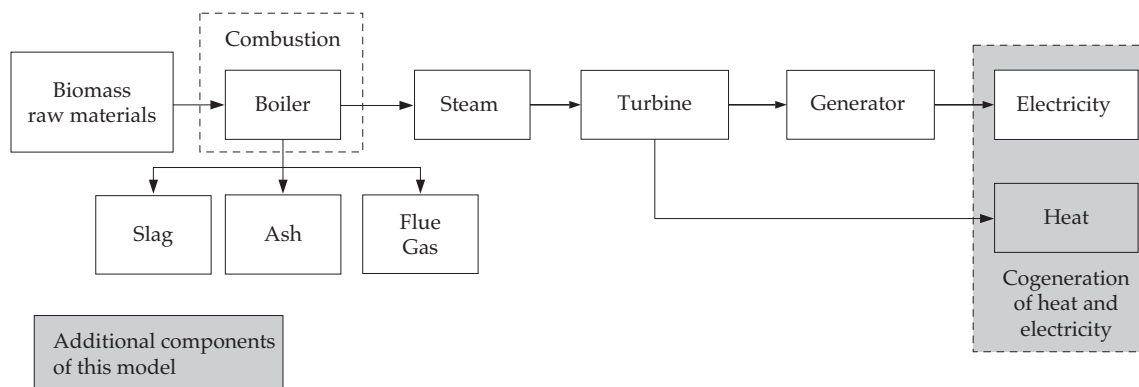 Combustion
Biomass
raw materials
Boiler
Steam
Turbine
Generator
Electricity
Slag
Ash
Flue
Gas
Heat
Cogeneration
of heat and
electricity
Additional components
of this model